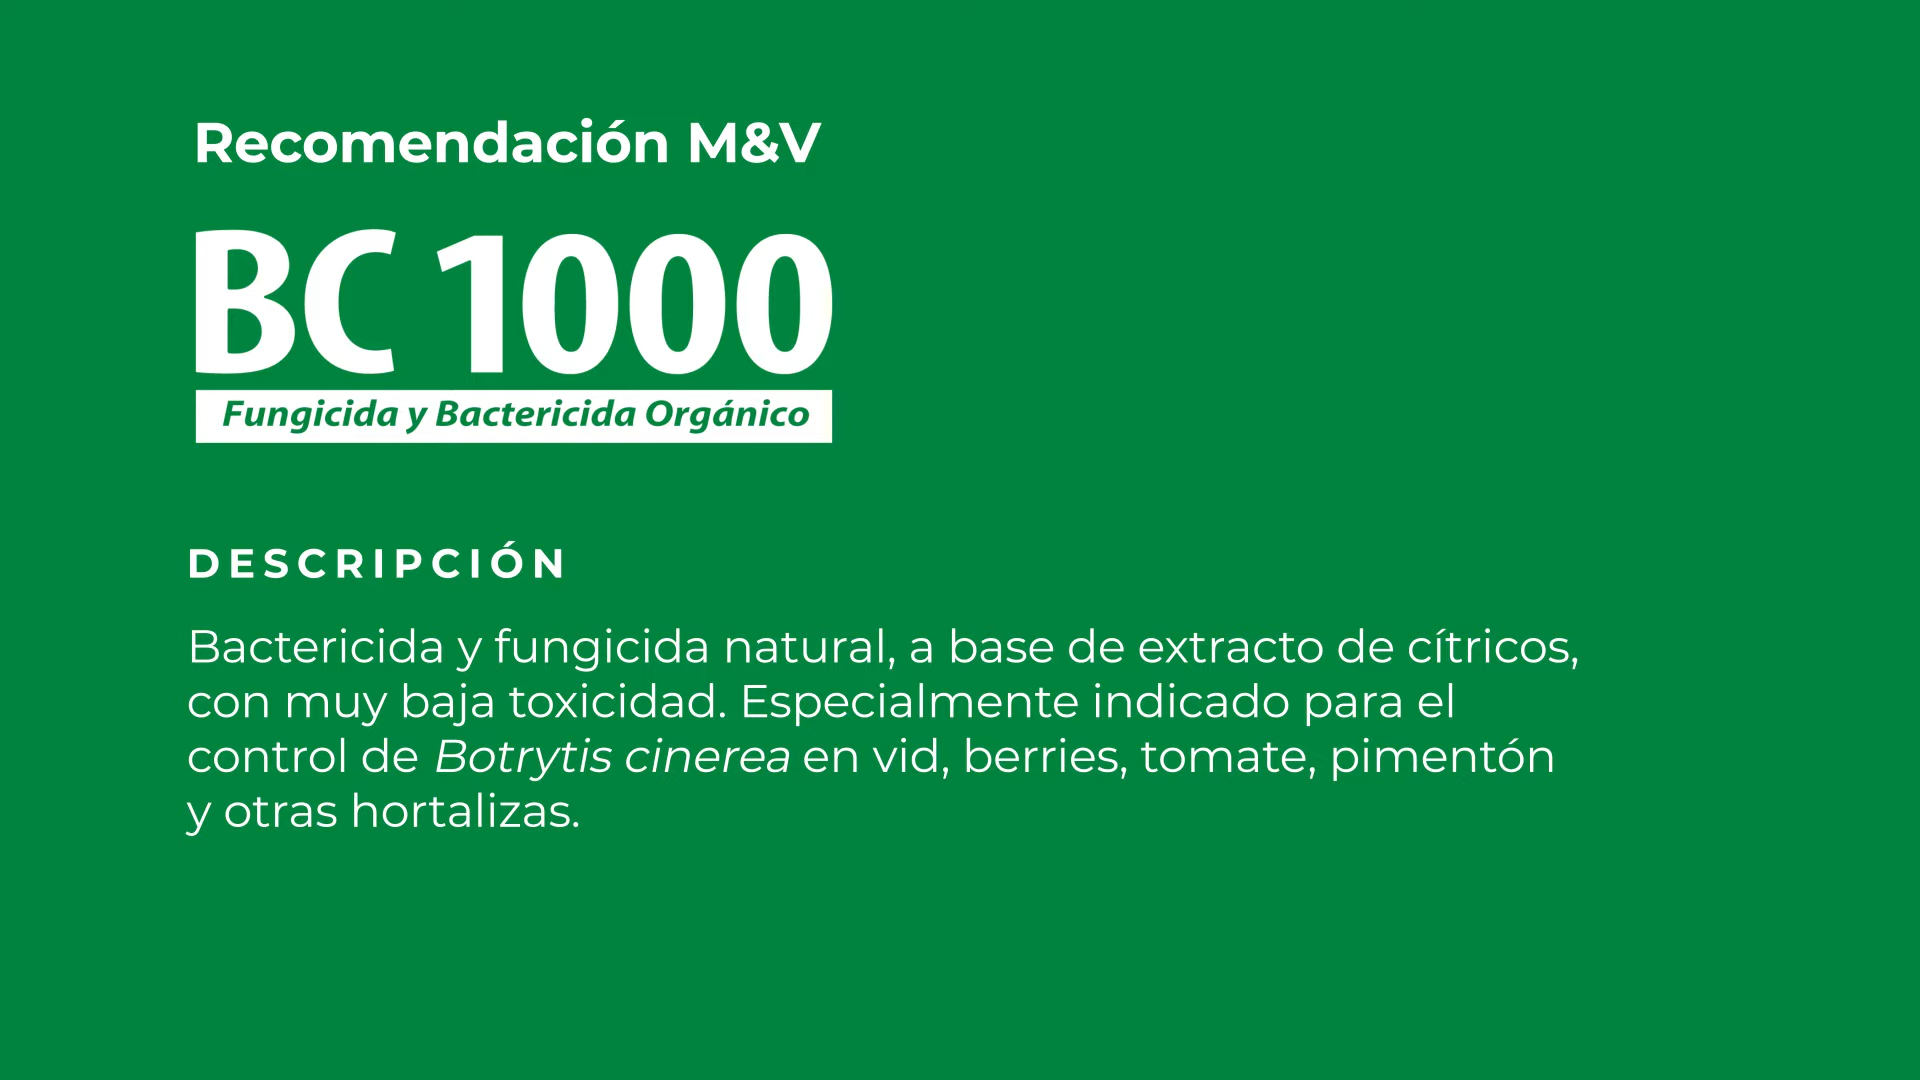 Recomendación M&V
BC 1000
Fungicida y Bactericida Orgánico
DESCRIPCIÓN
Bactericida y fungicida natural, a base de extracto de cítricos,
con muy baja toxicidad. Especialmente indicado para el
control de Botrytis cinerea en vid, berries, tomate, pimentón
y otras hortalizas.